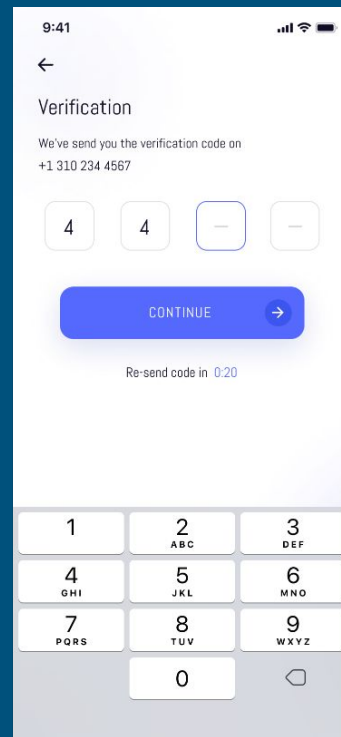 9:41
Verification
We've send you the verification code on
+1 310 234 4567
4 4 – –
CONTINUE
Re-send code in 0:20
1 2 3
ABC DEF
4 5 6
GHI JKL MNO
7 8 9
PQRS TUV WXYZ
0